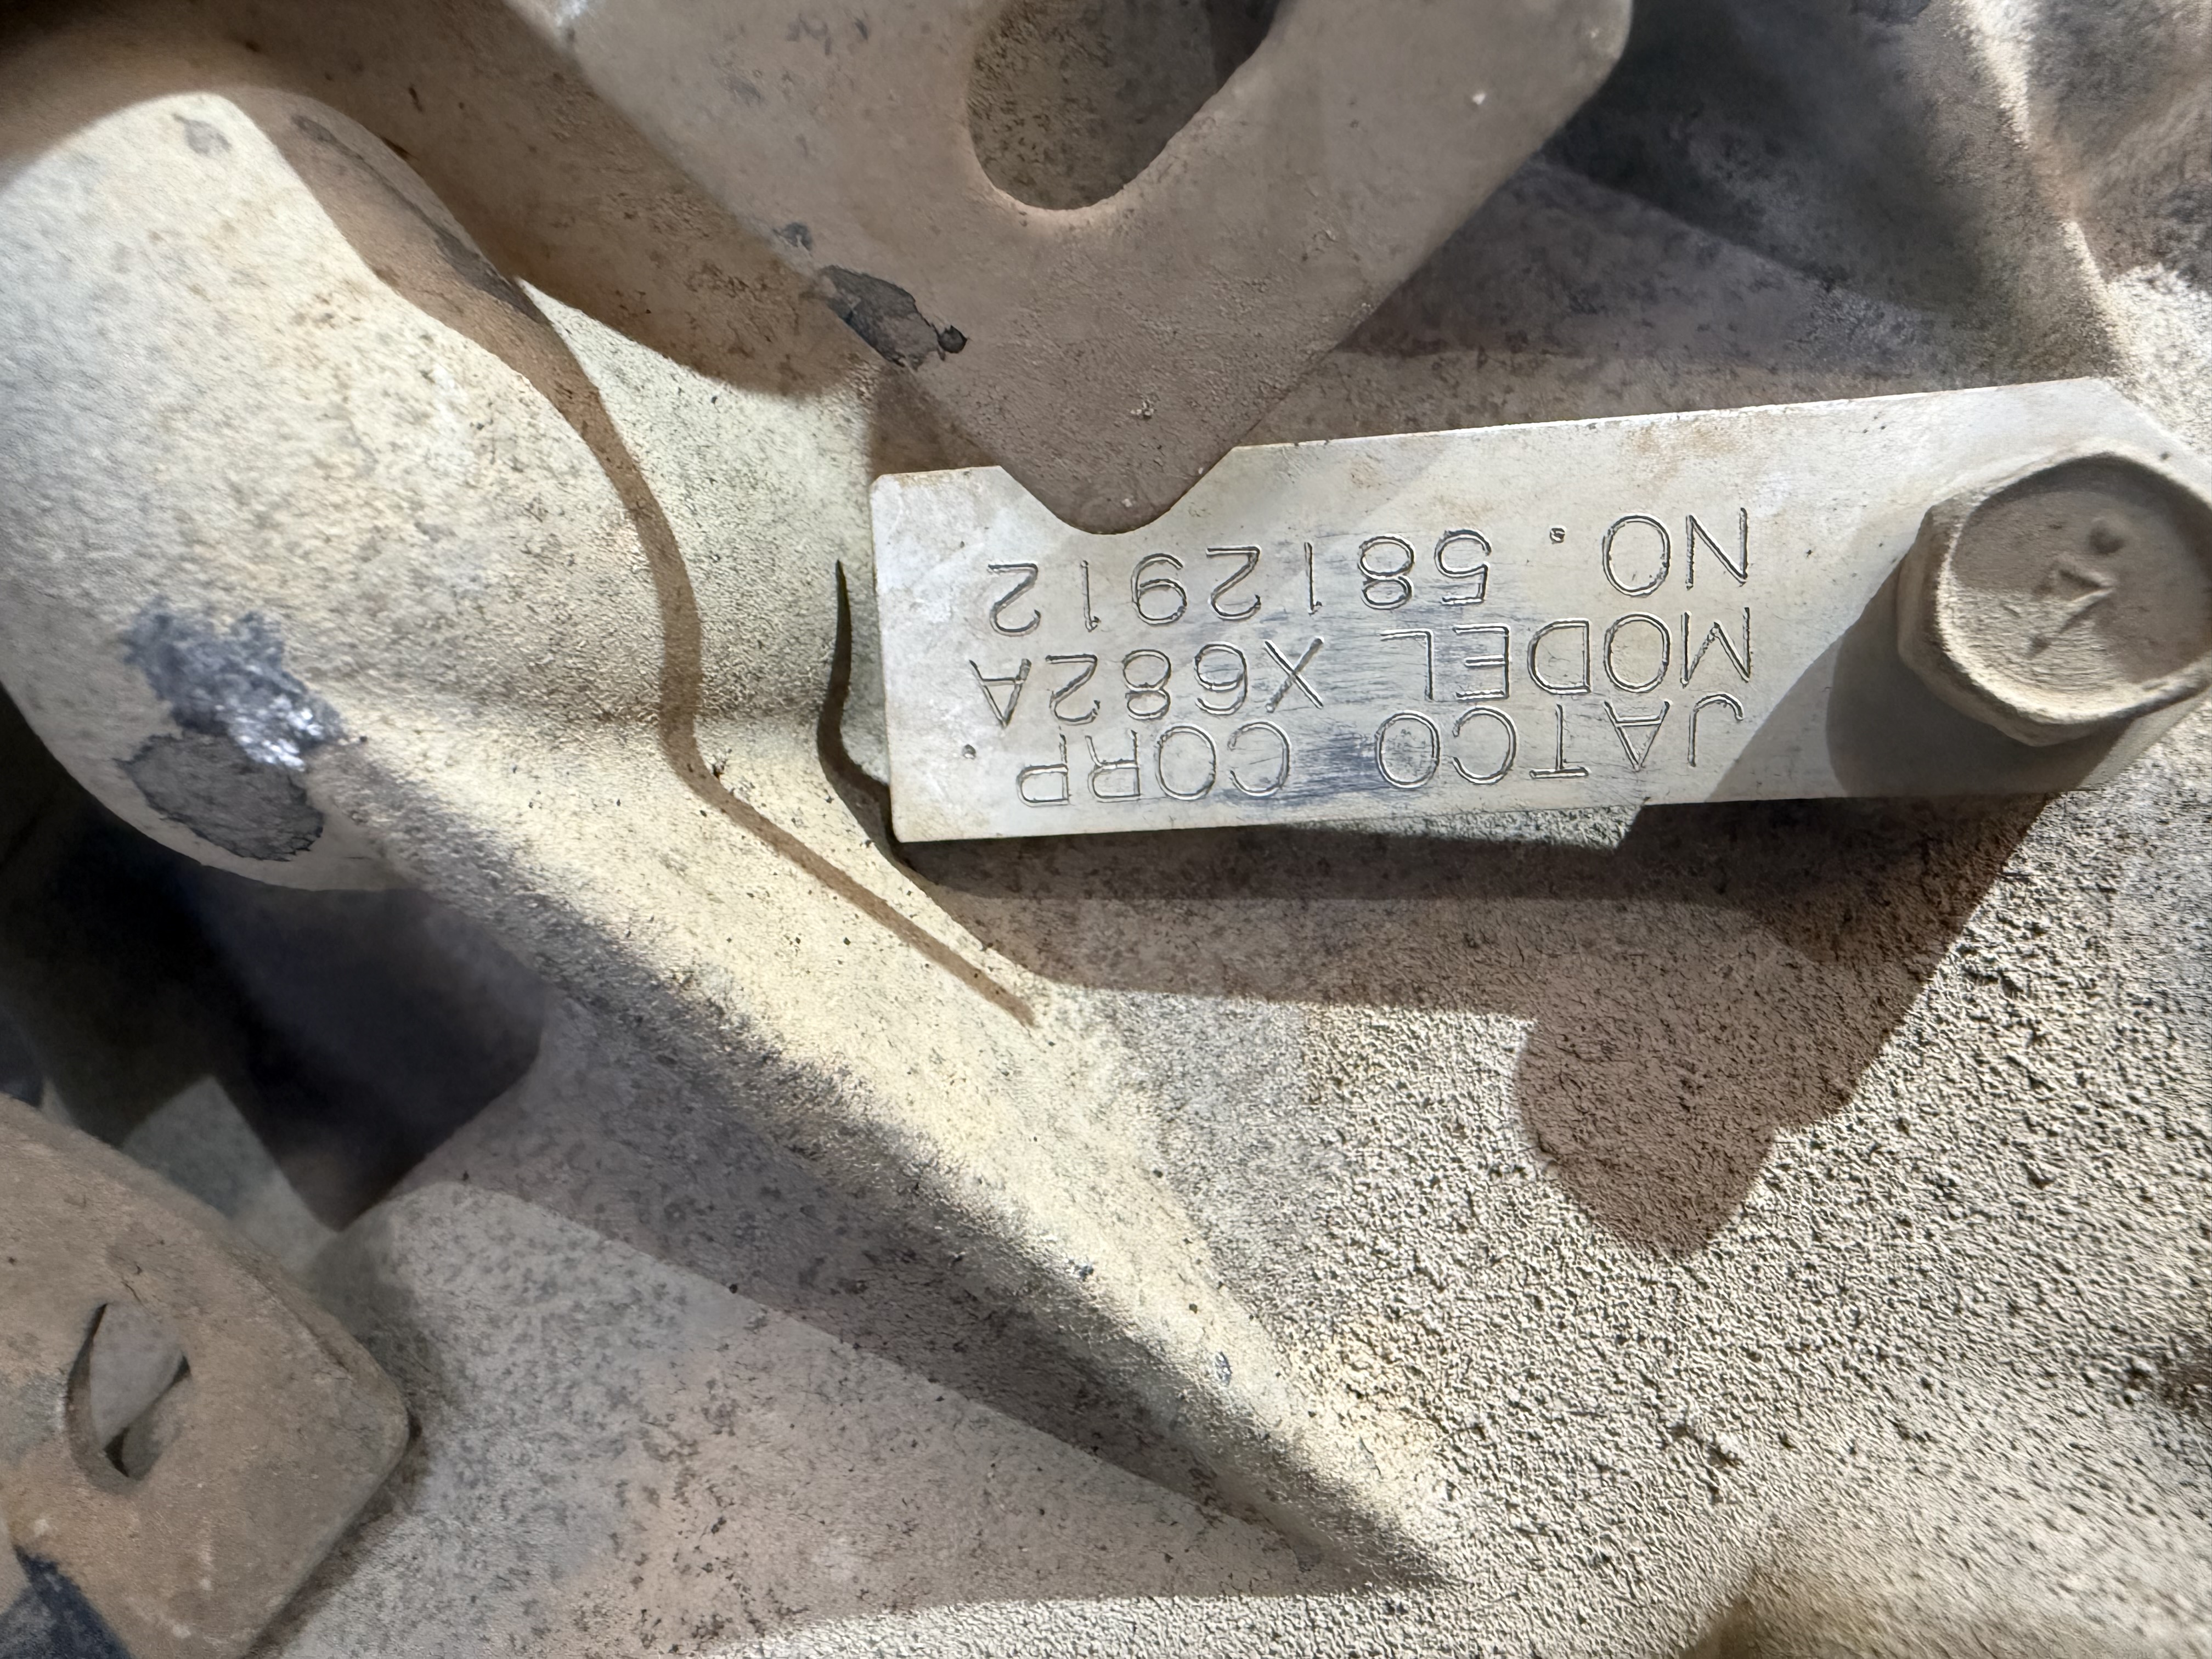 JATCO CORP.
MODEL X682A
NO. 5812912